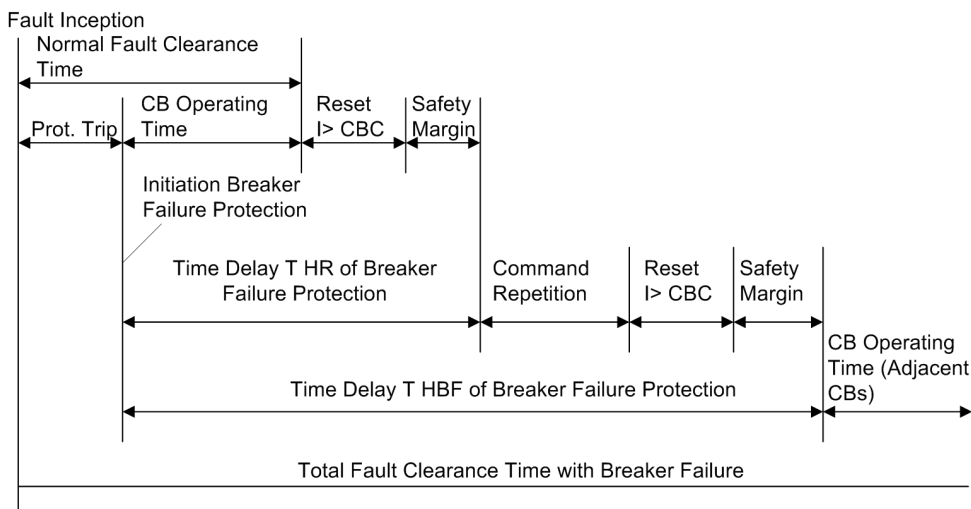 Fault Inception
Normal Fault Clearance
Time
Prot. Trip
CB Operating
Time
Reset
I> CBC
Safety
Margin
Initiation Breaker
Failure Protection
Time Delay T HR of Breaker
Failure Protection
Command
Repetition
Reset
I> CBC
Safety
Margin
CB Operating
Time (Adjacent
CBs)
Time Delay T HBF of Breaker Failure Protection
Total Fault Clearance Time with Breaker Failure